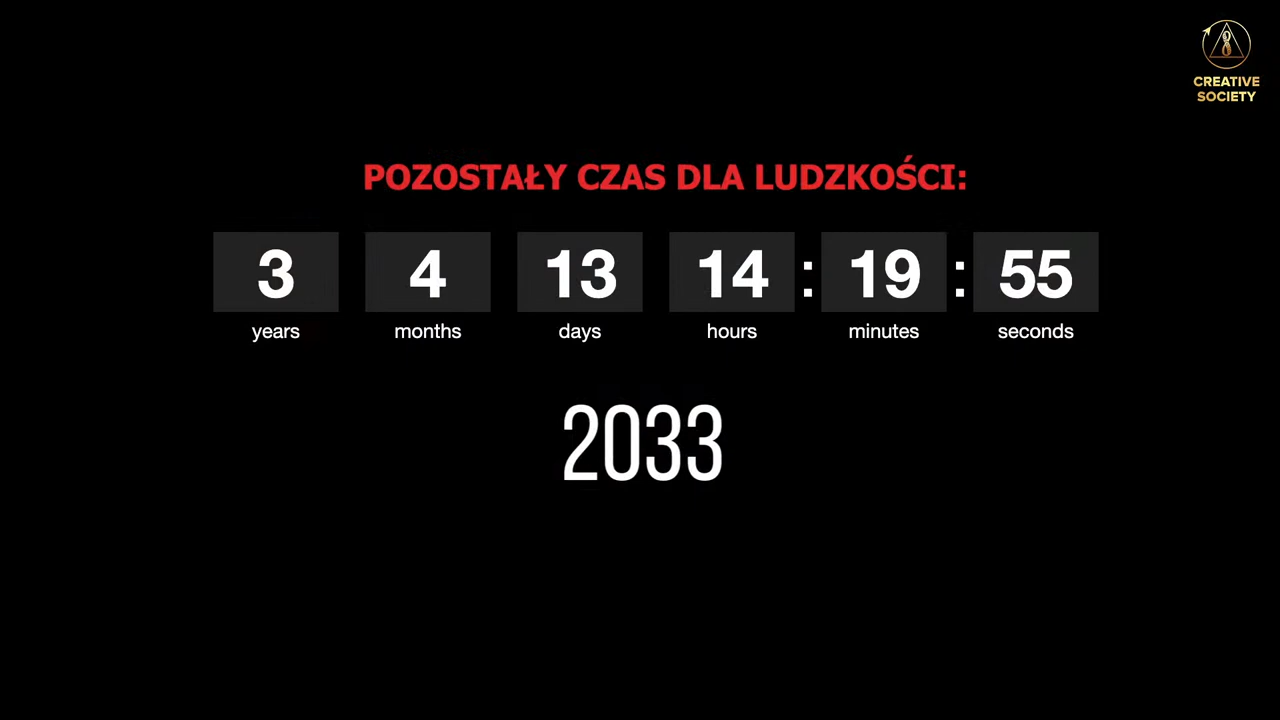 CREATIVE
SOCIETY
POZOSTAŁY CZAS DLA LUDZKOŚCI:
3 4 13 14 : 19 : 55
years months days hours minutes seconds
2033